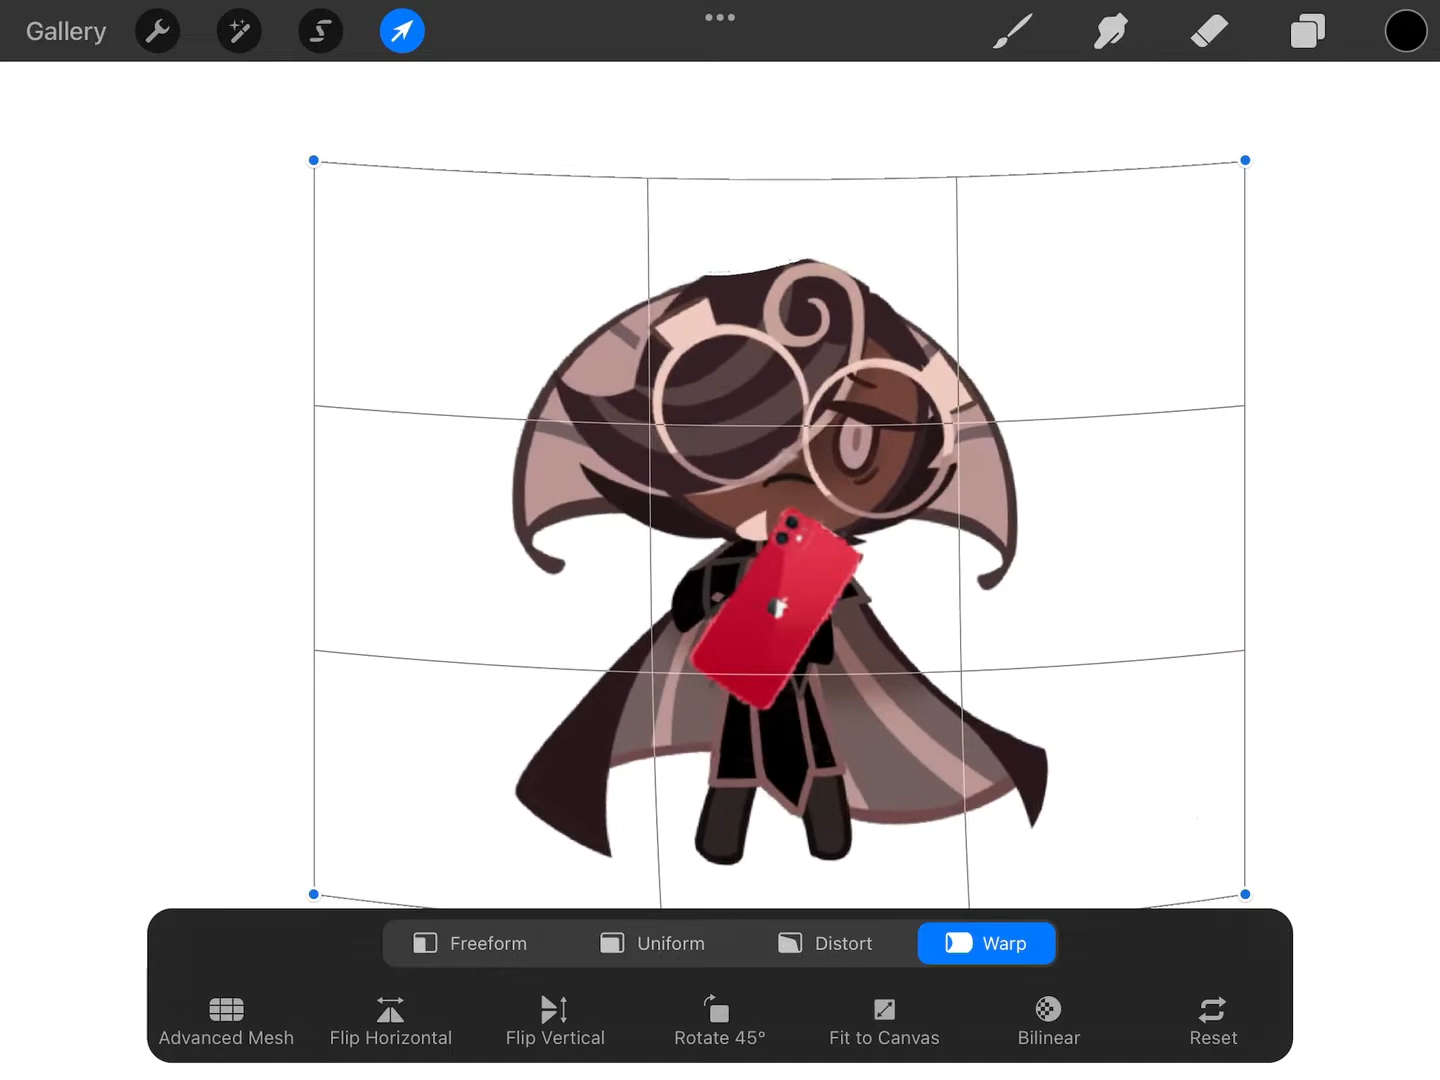 Gallery
Freeform
Uniform
Distort
Warp
Advanced Mesh
Flip Horizontal
Flip Vertical
Rotate 45°
Fit to Canvas
Bilinear
Reset